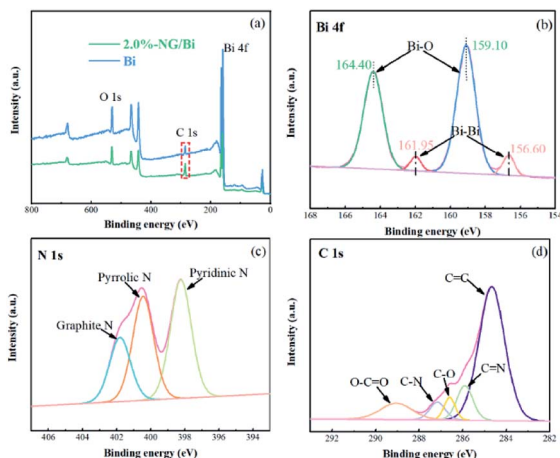 (a)
2.0%-NG/Bi
Bi
Bi 4f
O 1s
C 1s
Intensity (a.u.)
800 600 400 200 0
Binding energy (eV)
Bi 4f
(b)
Bi-O
159.10
164.40
Bi-Bi
161.95
156.60
Intensity (a.u.)
168 166 164 162 160 158 156 154
Binding energy (eV)
N 1s
(c)
Pyrrolic N
Pyridinic N
Graphite N
Intensity (a.u.)
406 404 402 400 398 396 394
Binding energy (eV)
C 1s
(d)
C=C
O-C=O
C-N
C-O
C=N
Intensity (a.u.)
292 290 288 286 284 282
Binding energy (eV)